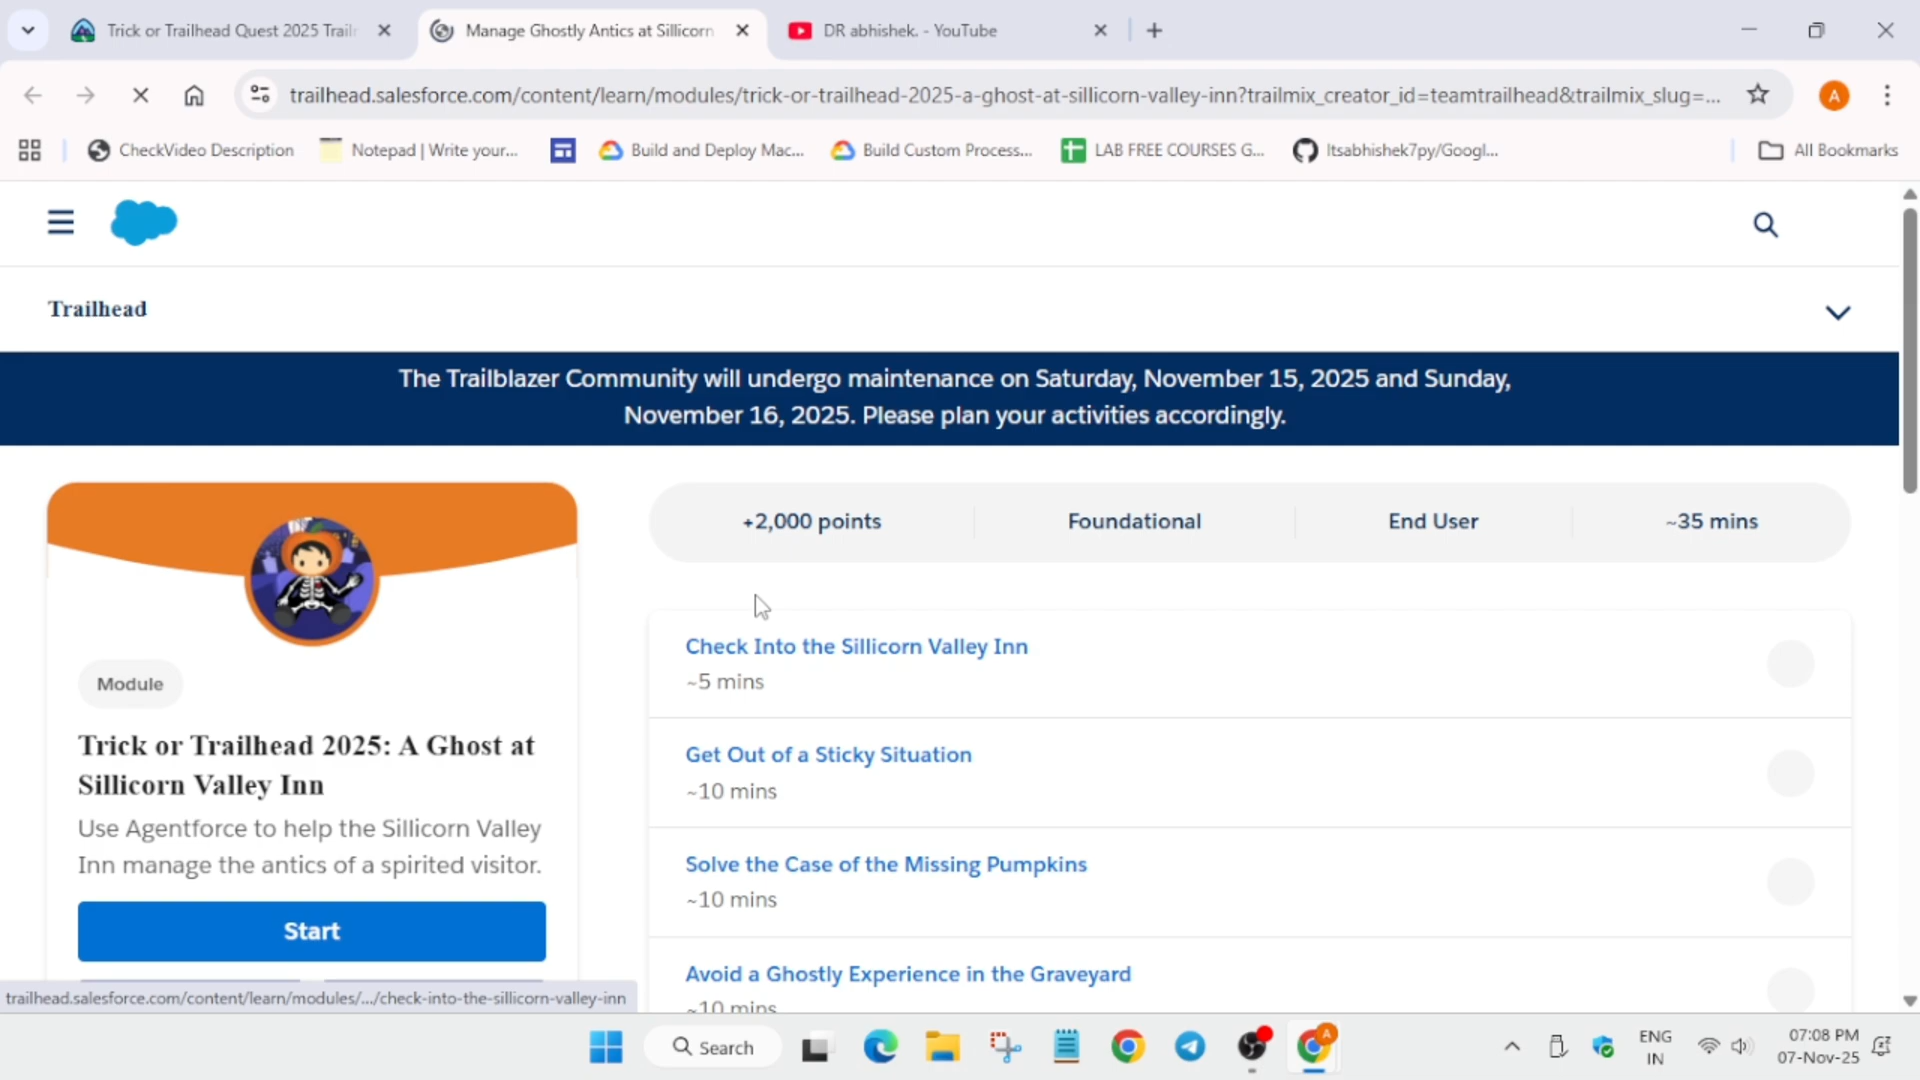 Trick or Trailhead Quest 2025 Trail
Manage Ghostly Antics at Sillicorn
DR abhishek. - YouTube
trailhead.salesforce.com/content/learn/modules/trick-or-trailhead-2025-a-ghost-at-sillicorn-valley-inn?trailmix_creator_id=teamtrailhead&trailmix_slug=...
A
CheckVideo Description
Notepad | Write your...
Build and Deploy Mac...
Build Custom Process...
LAB FREE COURSES G...
Itsabhishek7py/Googl...
All Bookmarks
Trailhead
The Trailblazer Community will undergo maintenance on Saturday, November 15, 2025 and Sunday,
November 16, 2025. Please plan your activities accordingly.
+2,000 points
Foundational
End User
~35 mins
Module
Trick or Trailhead 2025: A Ghost at
Sillicorn Valley Inn
Use Agentforce to help the Sillicorn Valley
Inn manage the antics of a spirited visitor.
Start
Check Into the Sillicorn Valley Inn
~5 mins
Get Out of a Sticky Situation
~10 mins
Solve the Case of the Missing Pumpkins
~10 mins
Avoid a Ghostly Experience in the Graveyard
~10 mins
trailhead.salesforce.com/content/learn/modules/.../check-into-the-sillicorn-valley-inn
Search
A
ENG
IN
07:08 PM
07-Nov-25